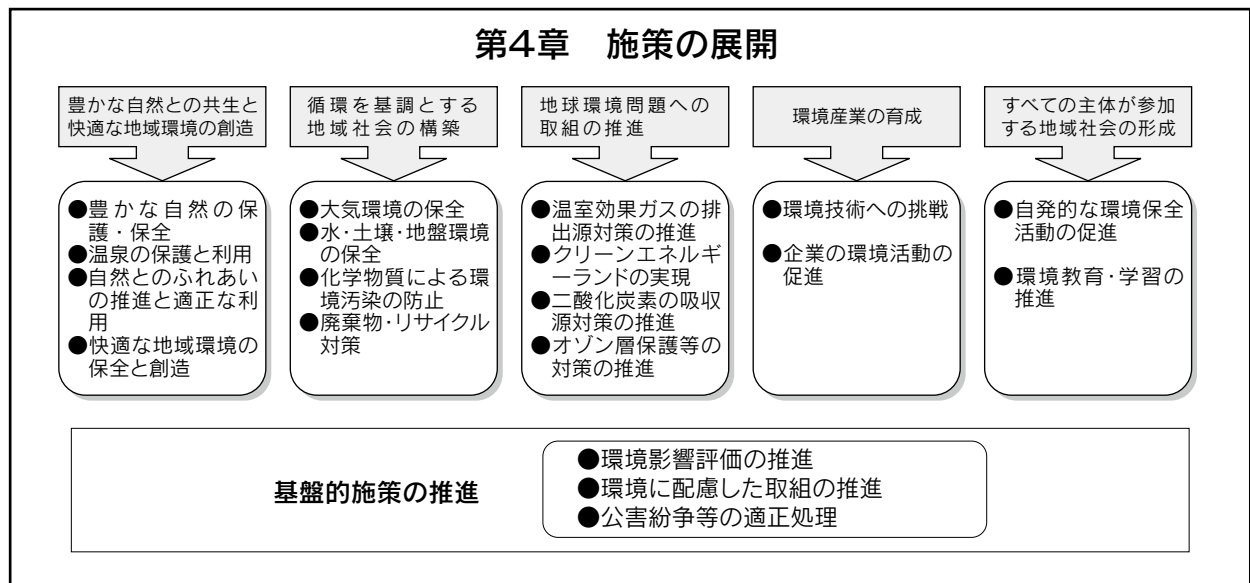 第4章　施策の展開
豊かな自然との共生と
快適な地域環境の創造
循環を基調とする
地域社会の構築
地球環境問題への
取組の推進
環境産業の育成
すべての主体が参加
する地域社会の形成
●豊かな自然の保
護・保全
●温泉の保護と利用
●自然とのふれあい
の推進と適正な利
用
●快適な地域環境の
保全と創造
●大気環境の保全
●水・土壌・地盤環境
の保全
●化学物質による環
境汚染の防止
●廃棄物・リサイクル
対策
●温室効果ガスの排
出源対策の推進
●クリーンエネルギ
ーランドの実現
●二酸化炭素の吸収
源対策の推進
●オゾン層保護等の
対策の推進
●環境技術への挑戦
●企業の環境活動の
促進
●自発的な環境保全
活動の促進
●環境教育・学習の
推進
基盤的施策の推進
●環境影響評価の推進
●環境に配慮した取組の推進
●公害紛争等の適正処理